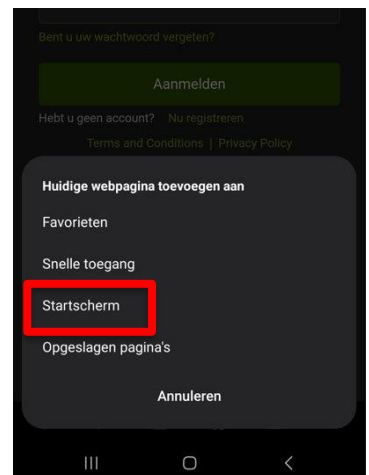 Bent u uw wachtwoord vergeten?
Aanmelden
Hebt u geen account? Nu registreren
Terms and Conditions | Privacy Policy
Huidige webpagina toevoegen aan
Favorieten
Snelle toegang
Startscherm
Opgeslagen pagina's
Annuleren